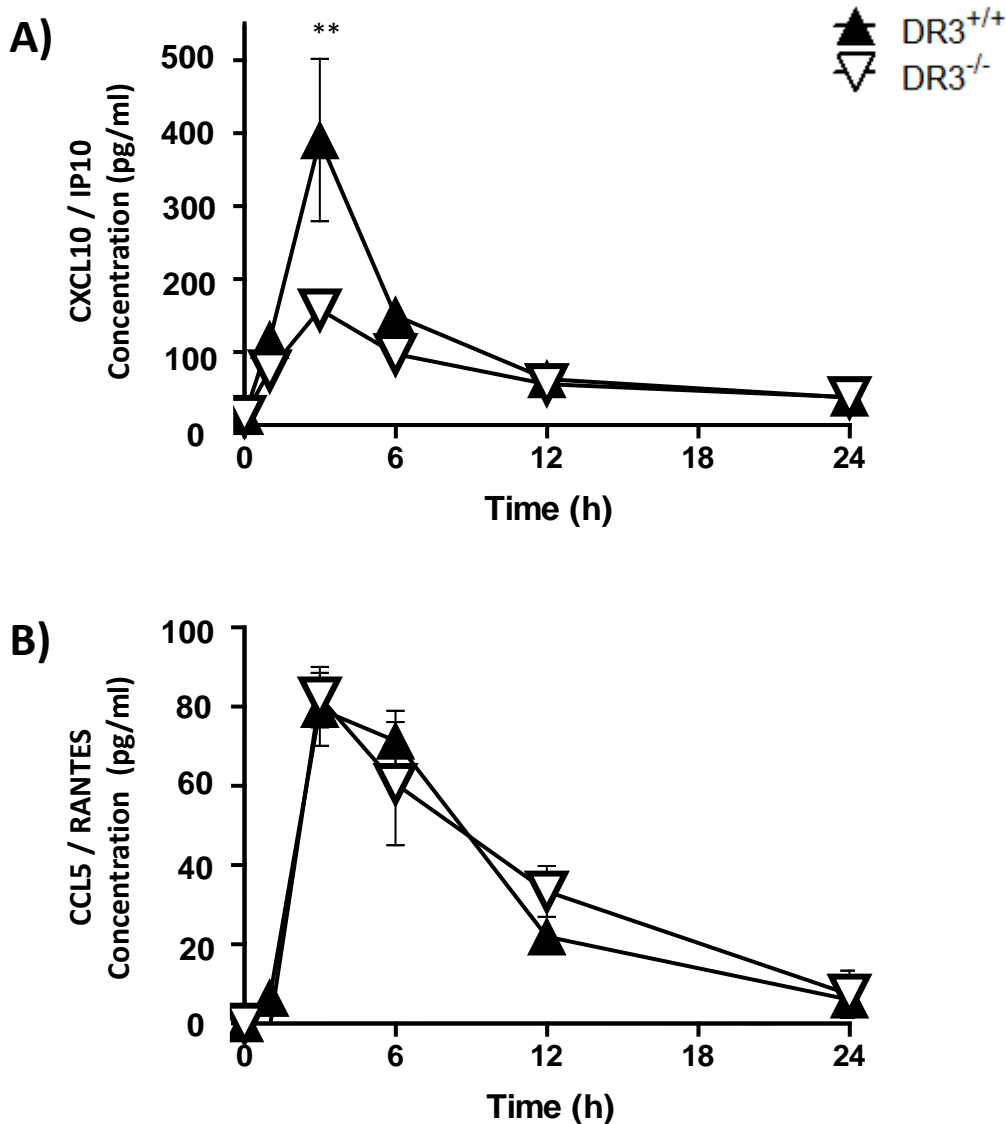 A)
**
DR3+/+
DR3-/-
CXCL10 / IP10
Concentration (pg/ml)
500
400
300
200
100
0
0 6 12 18 24
Time (h)
B)
CCL5 / RANTES
Concentration (pg/ml)
100
80
60
40
20
0
0 6 12 18 24
Time (h)